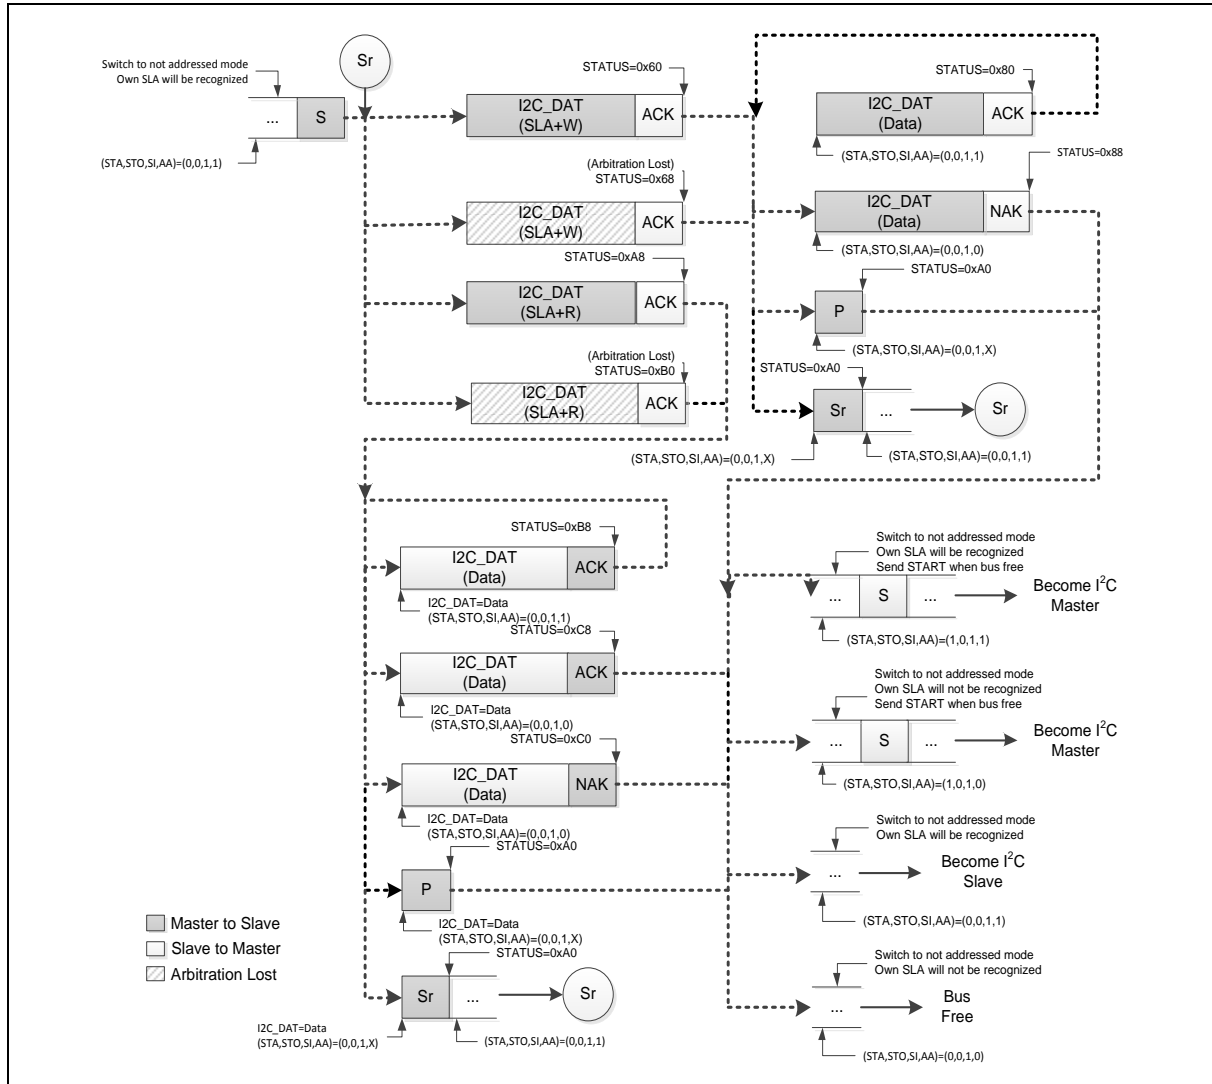 Switch to not addressed mode
Own SLA will be recognized
...
S
(STA,STO,SI,AA)=(0,0,1,1)
Sr
STATUS=0x60
I2C_DAT
(SLA+W)
ACK
(Arbitration Lost)
STATUS=0x68
I2C_DAT
(SLA+W)
ACK
STATUS=0xA8
I2C_DAT
(SLA+R)
ACK
(Arbitration Lost)
STATUS=0xB0
I2C_DAT
(SLA+R)
ACK
STATUS=0x80
I2C_DAT
(Data)
ACK
(STA,STO,SI,AA)=(0,0,1,1)
STATUS=0x88
I2C_DAT
(Data)
NAK
(STA,STO,SI,AA)=(0,0,1,0)
STATUS=0xA0
P
(STA,STO,SI,AA)=(0,0,1,X)
STATUS=0xA0
Sr
...
Sr
(STA,STO,SI,AA)=(0,0,1,X)
(STA,STO,SI,AA)=(0,0,1,1)
STATUS=0xB8
I2C_DAT
(Data)
ACK
I2C_DAT=Data
(STA,STO,SI,AA)=(0,0,1,1)
STATUS=0xC8
I2C_DAT
(Data)
ACK
I2C_DAT=Data
(STA,STO,SI,AA)=(0,0,1,0)
STATUS=0xC0
I2C_DAT
(Data)
NAK
I2C_DAT=Data
(STA,STO,SI,AA)=(0,0,1,0)
STATUS=0xA0
P
I2C_DAT=Data
(STA,STO,SI,AA)=(0,0,1,X)
STATUS=0xA0
Sr
...
Sr
I2C_DAT=Data
(STA,STO,SI,AA)=(0,0,1,X)
(STA,STO,SI,AA)=(0,0,1,1)
Switch to not addressed mode
Own SLA will be recognized
Send START when bus free
...
S
...
Become I²C
Master
(STA,STO,SI,AA)=(1,0,1,1)
Switch to not addressed mode
Own SLA will not be recognized
Send START when bus free
...
S
...
Become I²C
Master
(STA,STO,SI,AA)=(1,0,1,0)
Switch to not addressed mode
Own SLA will be recognized
...
Become I²C
Slave
(STA,STO,SI,AA)=(0,0,1,1)
Switch to not addressed mode
Own SLA will not be recognized
...
Bus
Free
(STA,STO,SI,AA)=(0,0,1,0)
Master to Slave
Slave to Master
Arbitration Lost